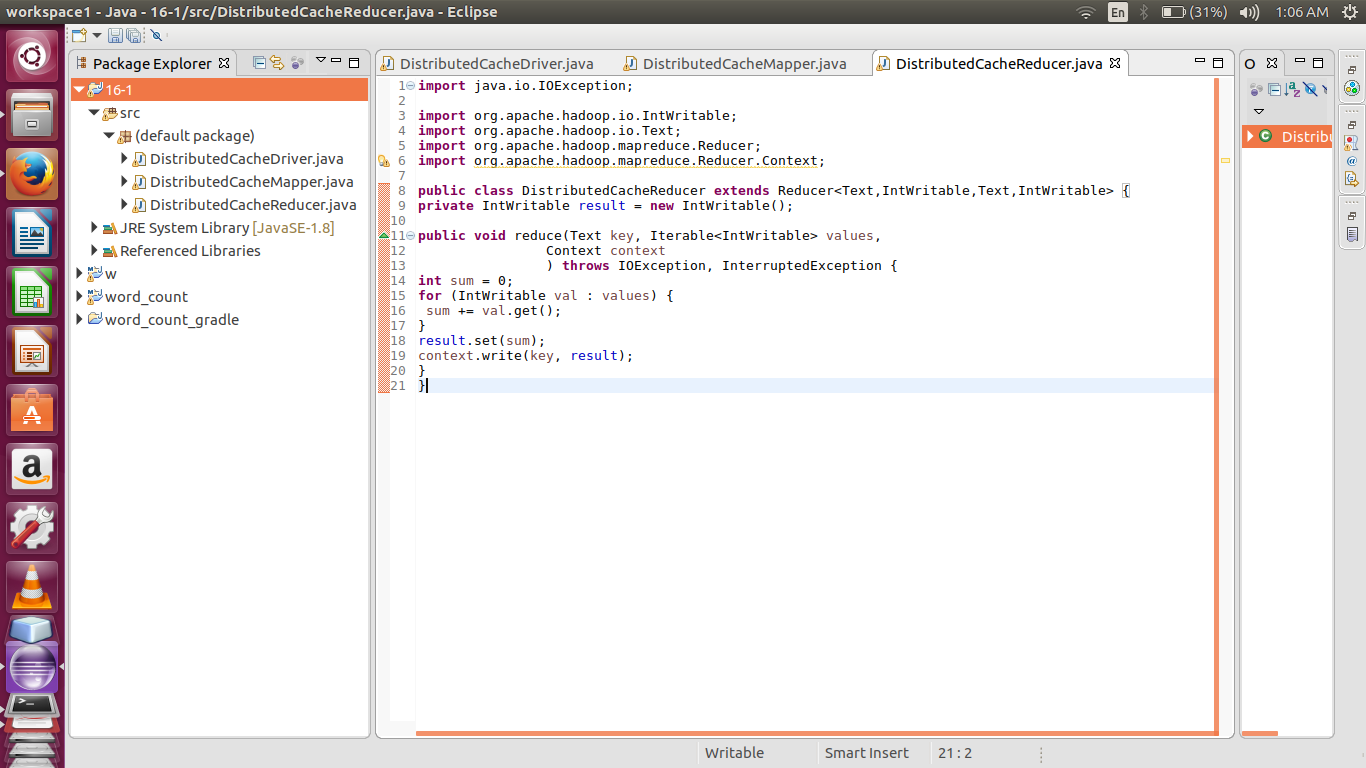 workspace1 - Java - 16-1/src/DistributedCacheReducer.java - Eclipse
En
(31%)
1:06 AM
Package Explorer
16-1
src
(default package)
DistributedCacheDriver.java
DistributedCacheMapper.java
DistributedCacheReducer.java
JRE System Library [JavaSE-1.8]
Referenced Libraries
w
word_count
word_count_gradle
DistributedCacheDriver.java
DistributedCacheMapper.java
DistributedCacheReducer.java
1 import java.io.IOException;
2
3 import org.apache.hadoop.io.IntWritable;
4 import org.apache.hadoop.io.Text;
5 import org.apache.hadoop.mapreduce.Reducer;
6 import org.apache.hadoop.mapreduce.Reducer.Context;
7
8 public class DistributedCacheReducer extends Reducer<Text,IntWritable,Text,IntWritable> {
9 private IntWritable result = new IntWritable();
10
11 public void reduce(Text key, Iterable<IntWritable> values,
12 Context context
13 ) throws IOException, InterruptedException {
14 int sum = 0;
15 for (IntWritable val : values) {
16 sum += val.get();
17 }
18 result.set(sum);
19 context.write(key, result);
20 }
21 }
O
Distrib
Writable
Smart Insert
21 : 2